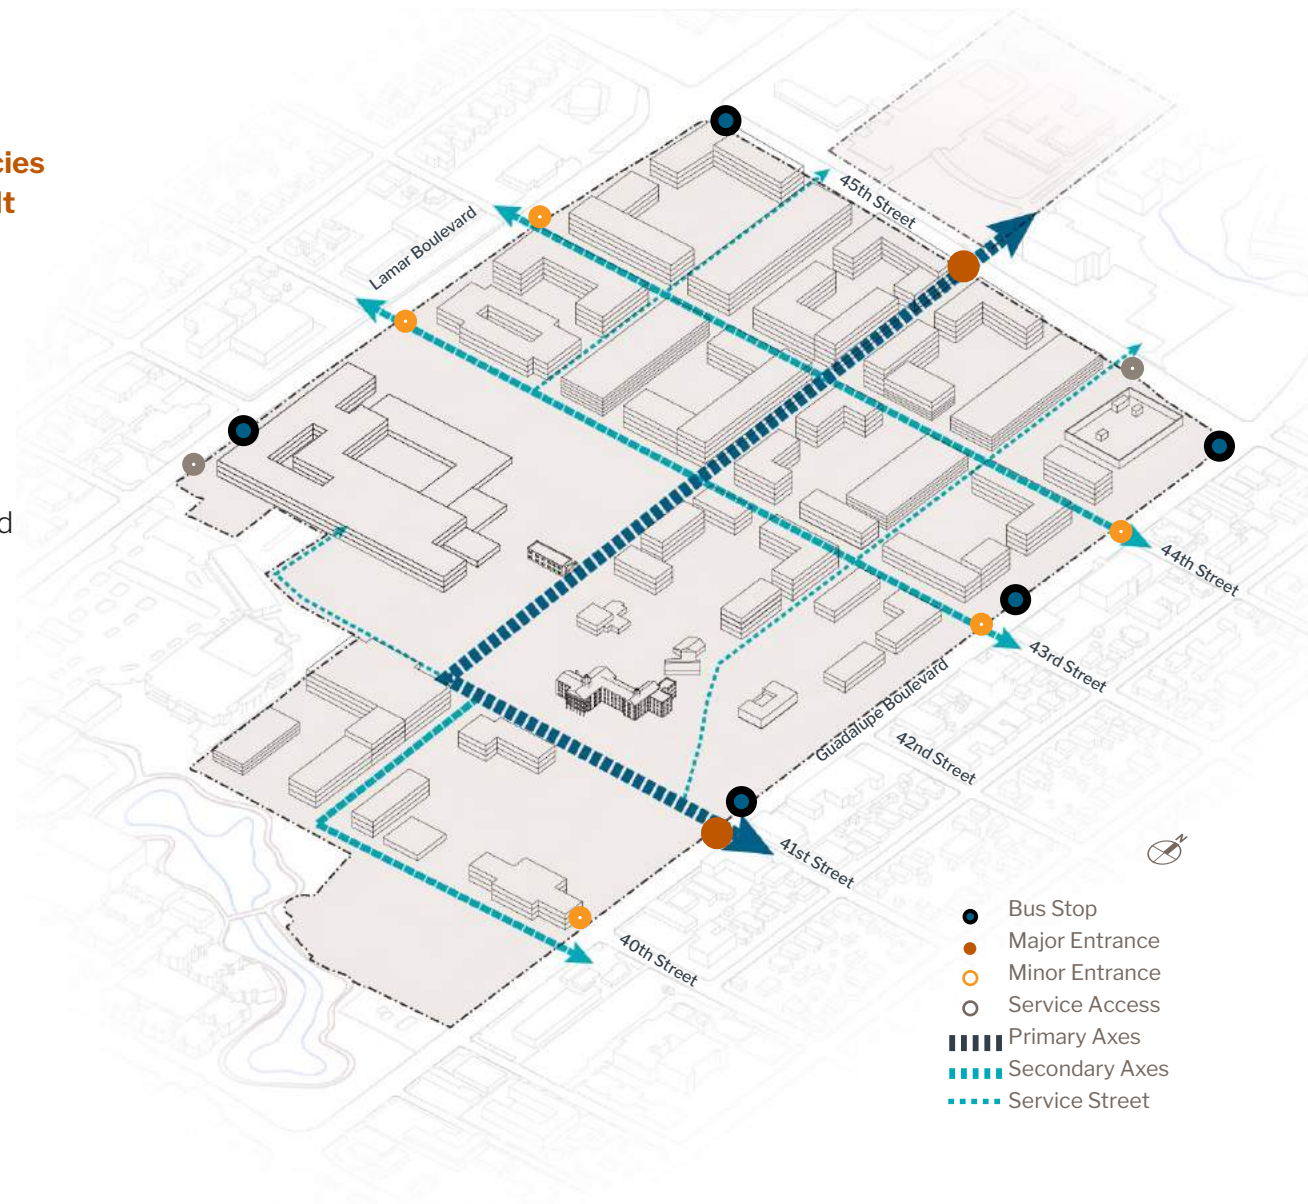 cies
lt
d
45th Street
Lamar Boulevard
44th Street
43rd Street
Guadalupe Boulevard
42nd Street
41st Street
40th Street
N
Bus Stop
Major Entrance
Minor Entrance
Service Access
Primary Axes
Secondary Axes
Service Street